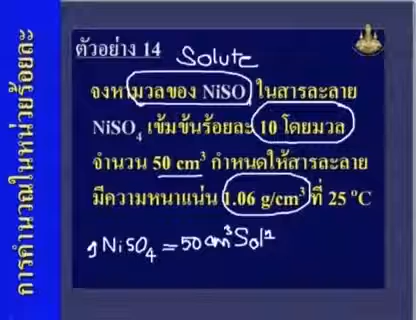 การคำนวณในหน่วยร้อยละ
ตัวอย่าง 14
Solute
จงหามวลของ NiSO ในสารละลาย
NiSO₄ เข้มข้นร้อยละ 10 โดยมวล
จำนวน 50 cm³ กำหนดให้สารละลาย
มีความหนาแน่น 1.06 g/cm³ ที่ 25 °C
NiSO₄ = 50 cm³ Solⁿ